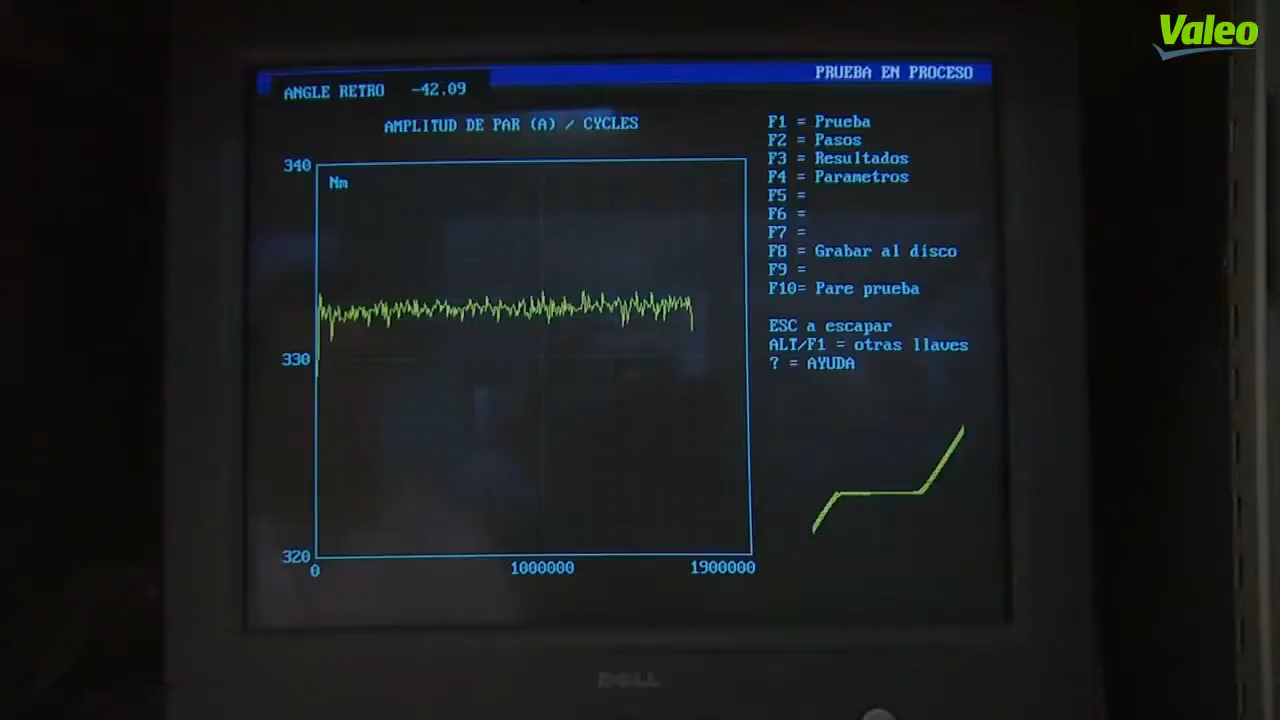 Valeo
PRUEBA EN PROCESO
ANGLE RETRO -42.09
AMPLITUD DE PAR (A) / CYCLES
340
Nm
330
320
0 1000000 1900000
F1 = Prueba
F2 = Pasos
F3 = Resultados
F4 = Parametros
F5 =
F6 =
F7 =
F8 = Grabar al disco
F9 =
F10= Pare prueba
ESC a escapar
ALT/F1 = otras llaves
? = AYUDA
DELL